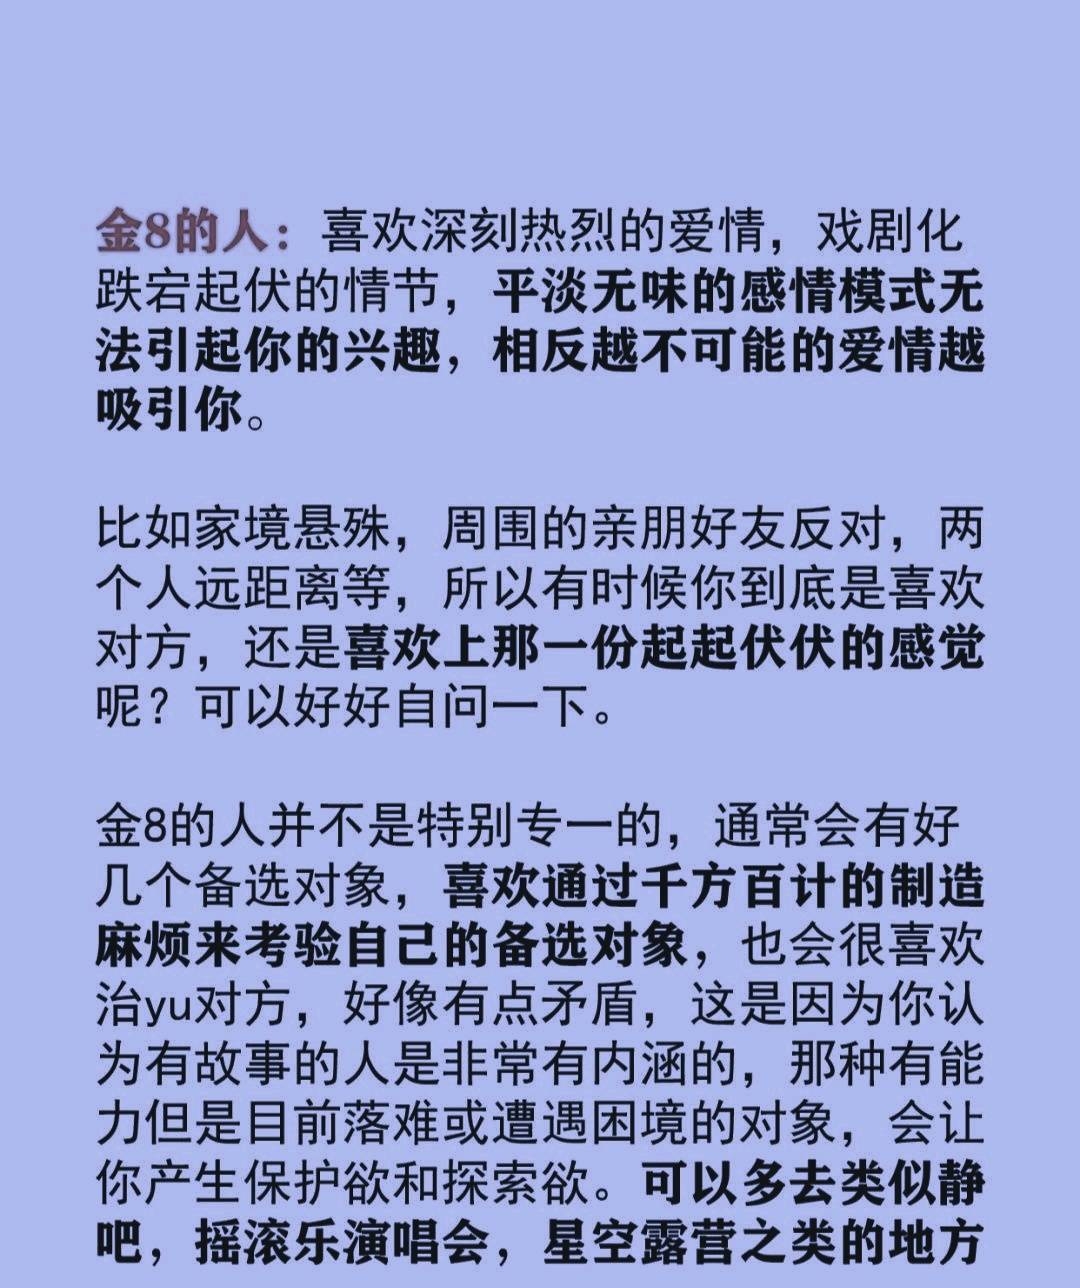 金8的人：喜欢深刻热烈的爱情，戏剧化
跌宕起伏的情节，平淡无味的感情模式无
法引起你的兴趣，相反越不可能的爱情越
吸引你。
比如家境悬殊，周围的亲朋好友反对，两
个人远距离等，所以有时候你到底是喜欢
对方，还是喜欢上那一份起起伏伏的感觉
呢？可以好好自问一下。
金8的人并不是特别专一的，通常会有好
几个备选对象，喜欢通过千方百计的制造
麻烦来考验自己的备选对象，也会很喜欢
治yu对方，好像有点矛盾，这是因为你认
为有故事的人是非常有内涵的，那种有能
力但是目前落难或遭遇困境的对象，会让
你产生保护欲和探索欲。可以多去类似静
吧，摇滚乐演唱会，星空露营之类的地方